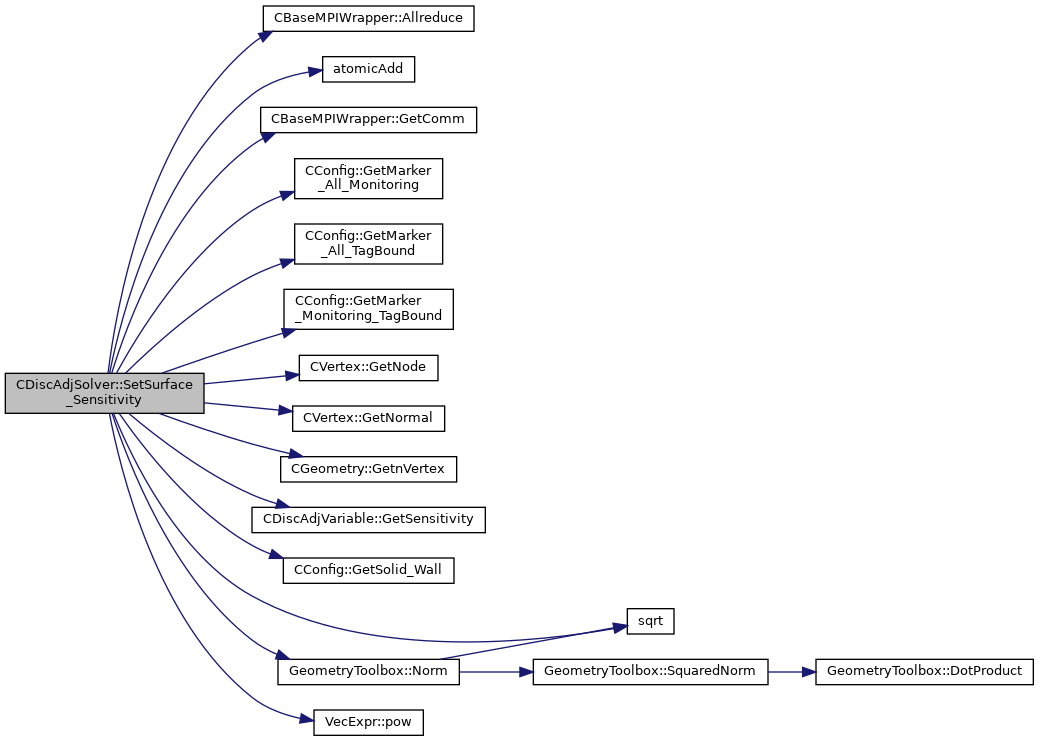 CBaseMPIWrapper::Allreduce
atomicAdd
CBaseMPIWrapper::GetComm
CConfig::GetMarker
_All_Monitoring
CConfig::GetMarker
_All_TagBound
CConfig::GetMarker
_Monitoring_TagBound
CVertex::GetNode
CDiscAdjSolver::SetSurface
_Sensitivity
CVertex::GetNormal
CGeometry::GetnVertex
CDiscAdjVariable::GetSensitivity
CConfig::GetSolid_Wall
sqrt
GeometryToolbox::Norm
GeometryToolbox::SquaredNorm
GeometryToolbox::DotProduct
VecExpr::pow